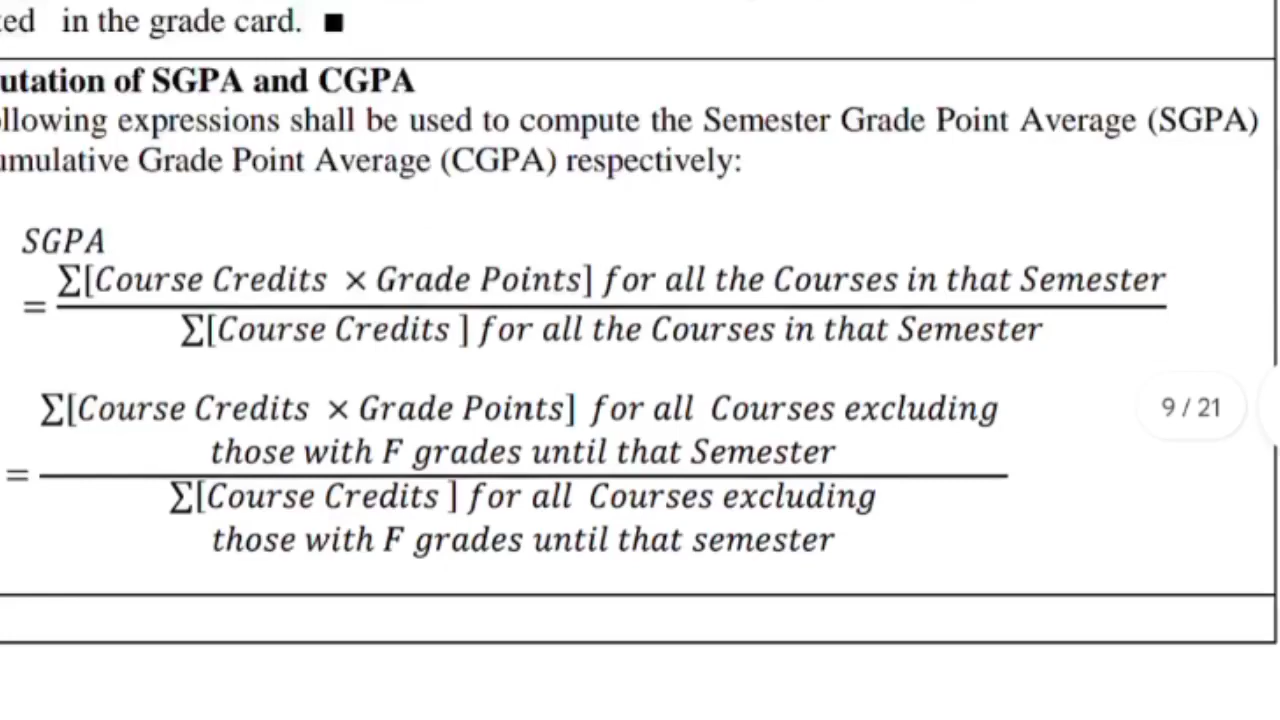 ted in the grade card. ■
utation of SGPA and CGPA
llowing expressions shall be used to compute the Semester Grade Point Average (SGPA)
umulative Grade Point Average (CGPA) respectively:
SGPA
= ∑[Course Credits × Grade Points] for all the Courses in that Semester
∑[Course Credits ] for all the Courses in that Semester
∑[Course Credits × Grade Points] for all Courses excluding
those with F grades until that Semester
=
∑[Course Credits ] for all Courses excluding
those with F grades until that semester
9 / 21